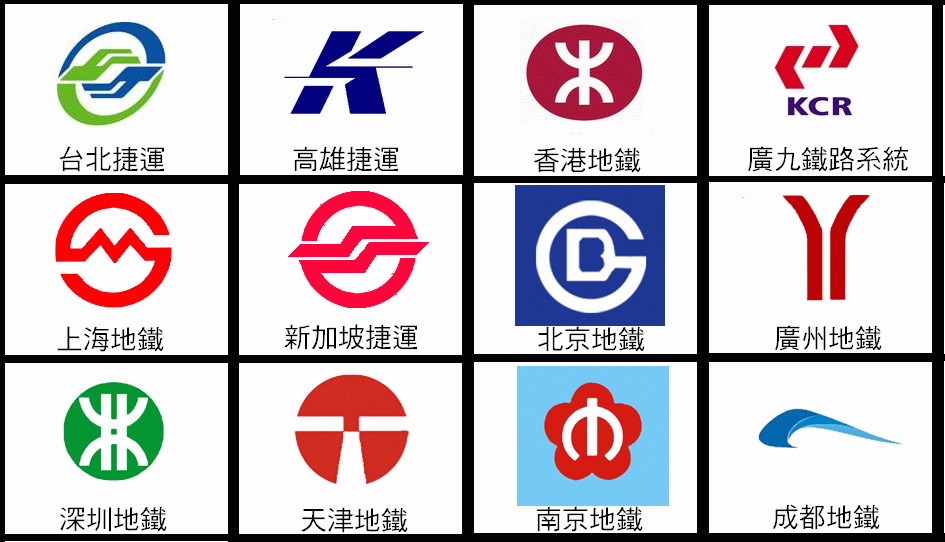 台北捷運
高雄捷運
香港地鐵
KCR
廣九鐵路系統
上海地鐵
新加坡捷運
北京地鐵
廣州地鐵
深圳地鐵
天津地鐵
南京地鐵
成都地鐵